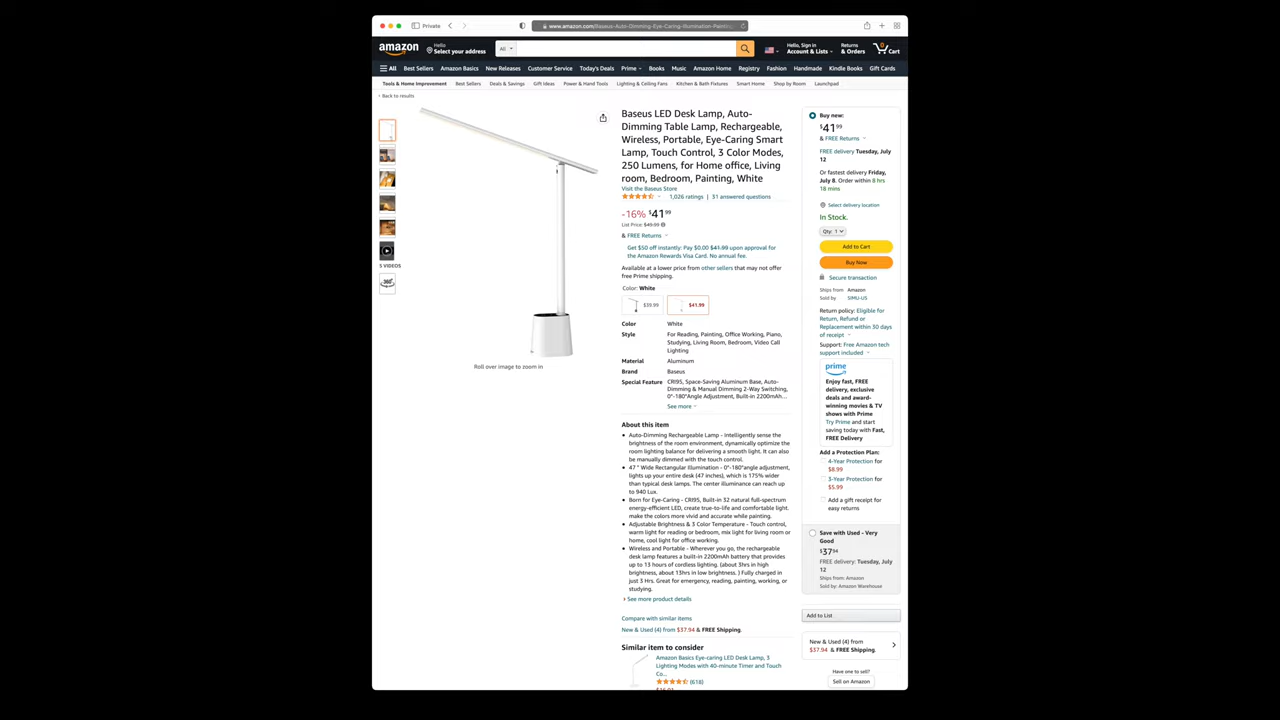 Private
www.amazon.com/Baseus-Auto-Dimming-Eye-Caring-Illumination-Paintin
amazon
Hello
Select your address
All
Hello, Sign in
Account & Lists
Returns
& Orders
0
Cart
All
Best Sellers
Amazon Basics
New Releases
Customer Service
Today's Deals
Prime
Books
Music
Amazon Home
Registry
Fashion
Handmade
Kindle Books
Gift Cards
Tools & Home Improvement
Best Sellers
Deals & Savings
Gift Ideas
Power & Hand Tools
Lighting & Ceiling Fans
Kitchen & Bath Fixtures
Smart Home
Shop by Room
Launchpad
‹ Back to results
5 VIDEOS
360°
Roll over image to zoom in
Baseus LED Desk Lamp, Auto-
Dimming Table Lamp, Rechargeable,
Wireless, Portable, Eye-Caring Smart
Lamp, Touch Control, 3 Color Modes,
250 Lumens, for Home office, Living
room, Bedroom, Painting, White
Visit the Baseus Store
1,026 ratings | 31 answered questions
-16% $41.99
List Price: $49.99
& FREE Returns
Get $50 off instantly: Pay $0.00 $41.99 upon approval for
the Amazon Rewards Visa Card. No annual fee.
Available at a lower price from other sellers that may not offer
free Prime shipping.
Color: White
$39.99
$41.99
Color White
Style For Reading, Painting, Office Working, Piano,
Studying, Living Room, Bedroom, Video Call
Lighting
Material Aluminum
Brand Baseus
Special Feature CRI95, Space-Saving Aluminum Base, Auto-
Dimming & Manual Dimming 2-Way Switching,
0°-180°Angle Adjustment, Built-in 2200mAh...
See more
About this item
• Auto-Dimming Rechargeable Lamp - Intelligently sense the
brightness of the room environment, dynamically optimize the
room lighting balance for delivering a smooth light. It can also
be manually dimmed with the touch control.
• 47 " Wide Rectangular Illumination - 0°-180°angle adjustment,
lights up your entire desk (47 inches), which is 175% wider
than typical desk lamps. The center illuminance can reach up
to 940 Lux.
• Born for Eye-Caring - CRI95, Built-in 32 natural full-spectrum
energy-efficient LED, create true-to-life and comfortable light.
make the colors more vivid and accurate while painting.
• Adjustable Brightness & 3 Color Temperature - Touch control,
warm light for reading or bedroom, mix light for living room or
home, cool light for office working.
• Wireless and Portable - Wherever you go, the rechargeable
desk lamp features a built-in 2200mAh battery that provides
up to 13 hours of cordless lighting. (about 3hrs in high
brightness, about 13hrs in low brightness. ) Fully charged in
just 3 Hrs. Great for emergency, reading, painting, working, or
studying.
› See more product details
Compare with similar items
New & Used (4) from $37.94 & FREE Shipping.
Similar item to consider
Amazon Basics Eye-caring LED Desk Lamp, 3
Lighting Modes with 40-minute Timer and Touch
Co...
(618)
Buy new:
$41.99
& FREE Returns
FREE delivery Tuesday, July
12
Or fastest delivery Friday,
July 8. Order within 8 hrs
18 mins
Select delivery location
In Stock.
Qty: 1
Add to Cart
Buy Now
Secure transaction
Ships from Amazon
Sold by SIMU-US
Return policy: Eligible for
Return, Refund or
Replacement within 30 days
of receipt
Support: Free Amazon tech
support included
prime
Enjoy fast, FREE
delivery, exclusive
deals and award-
winning movies & TV
shows with Prime
Try Prime and start
saving today with Fast,
FREE Delivery
Add a Protection Plan:
4-Year Protection for
$8.99
3-Year Protection for
$5.99
Add a gift receipt for
easy returns
Save with Used - Very
Good
$37.94
FREE delivery: Tuesday, July
12
Ships from: Amazon
Sold by: Amazon Warehouse
Add to List
New & Used (4) from
$37.94 & FREE Shipping.
Have one to sell?
Sell on Amazon